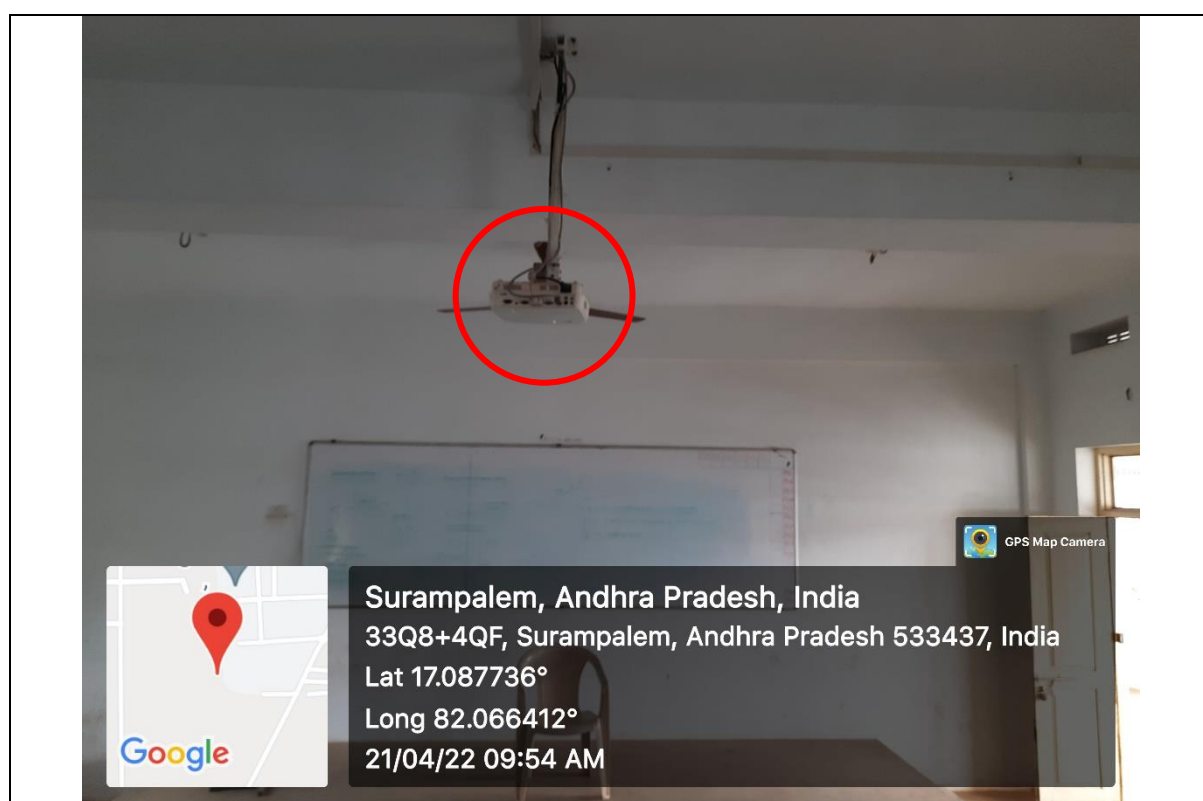 GPS Map Camera
Surampalem, Andhra Pradesh, India
33Q8+4QF, Surampalem, Andhra Pradesh 533437, India
Lat 17.087736°
Long 82.066412°
21/04/22 09:54 AM
Google